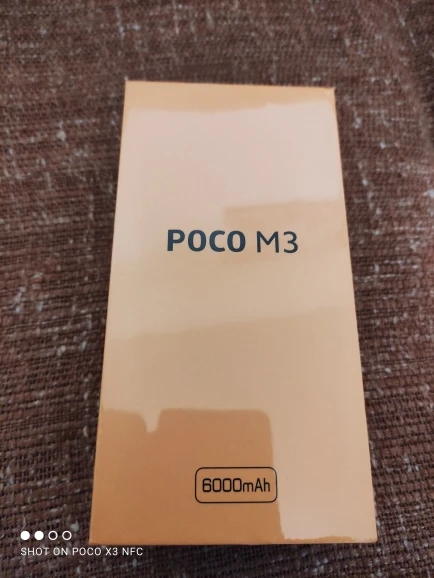 POCO M3
6000mAh
SHOT ON POCO X3 NFC